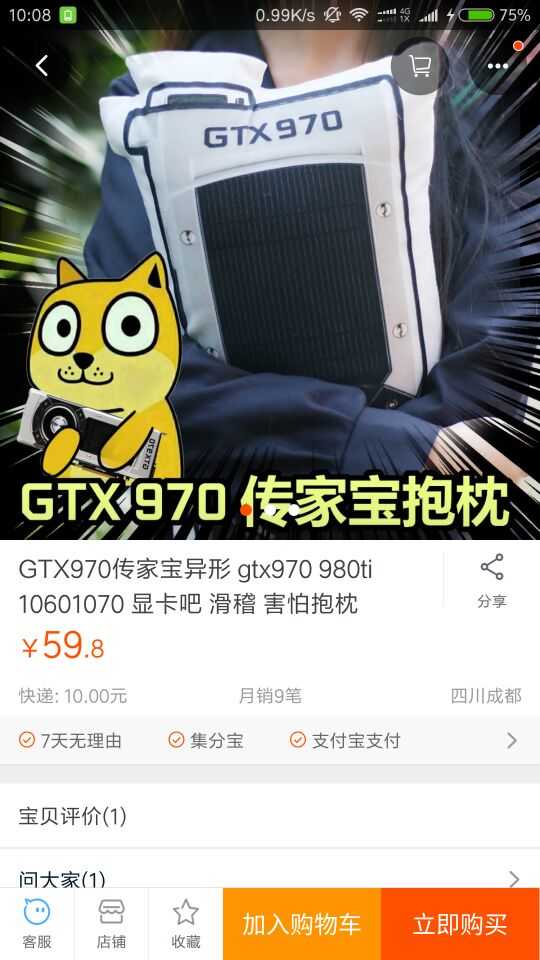 10:08
0.99K/s
4G
1X
75%
GTX 970
GTX 970 传家宝抱枕
GTX970传家宝异形 gtx970 980ti
10601070 显卡吧 滑稽 害怕抱枕
分享
￥59.8
快递: 10.00元
月销9笔
四川成都
7天无理由
集分宝
支付宝支付
宝贝评价(1)
问大家(1)
客服
店铺
收藏
加入购物车
立即购买